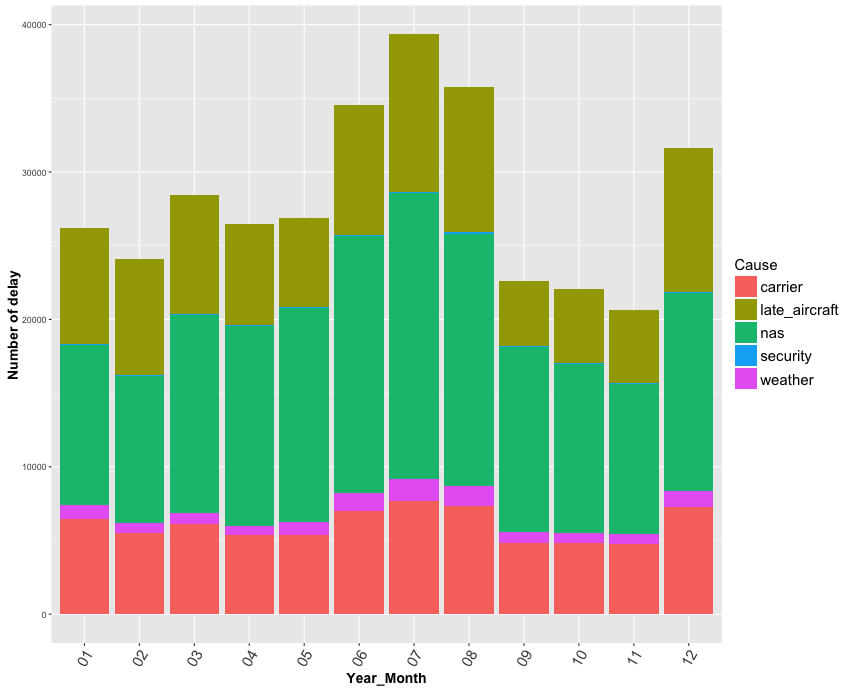 40000
30000
20000
10000
0
Number of delay
01 02 03 04 05 06 07 08 09 10 11 12
Year_Month
Cause
carrier
late_aircraft
nas
security
weather